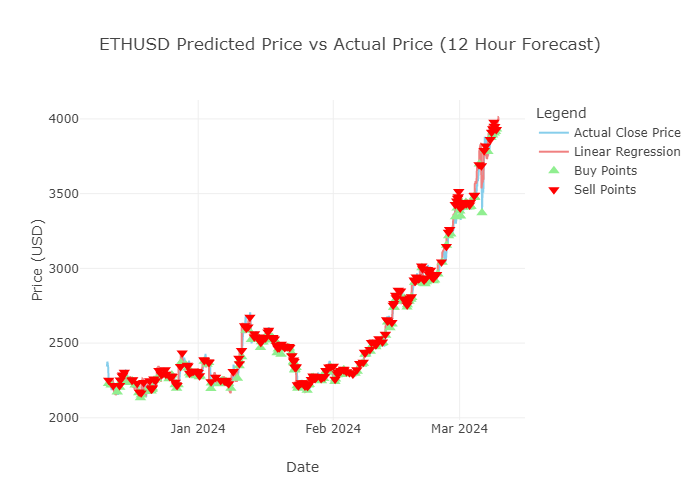 ETHUSD Predicted Price vs Actual Price (12 Hour Forecast)
Legend
Actual Close Price
Linear Regression
Buy Points
Sell Points
Price (USD)
4000
3500
3000
2500
2000
Jan 2024
Feb 2024
Mar 2024
Date